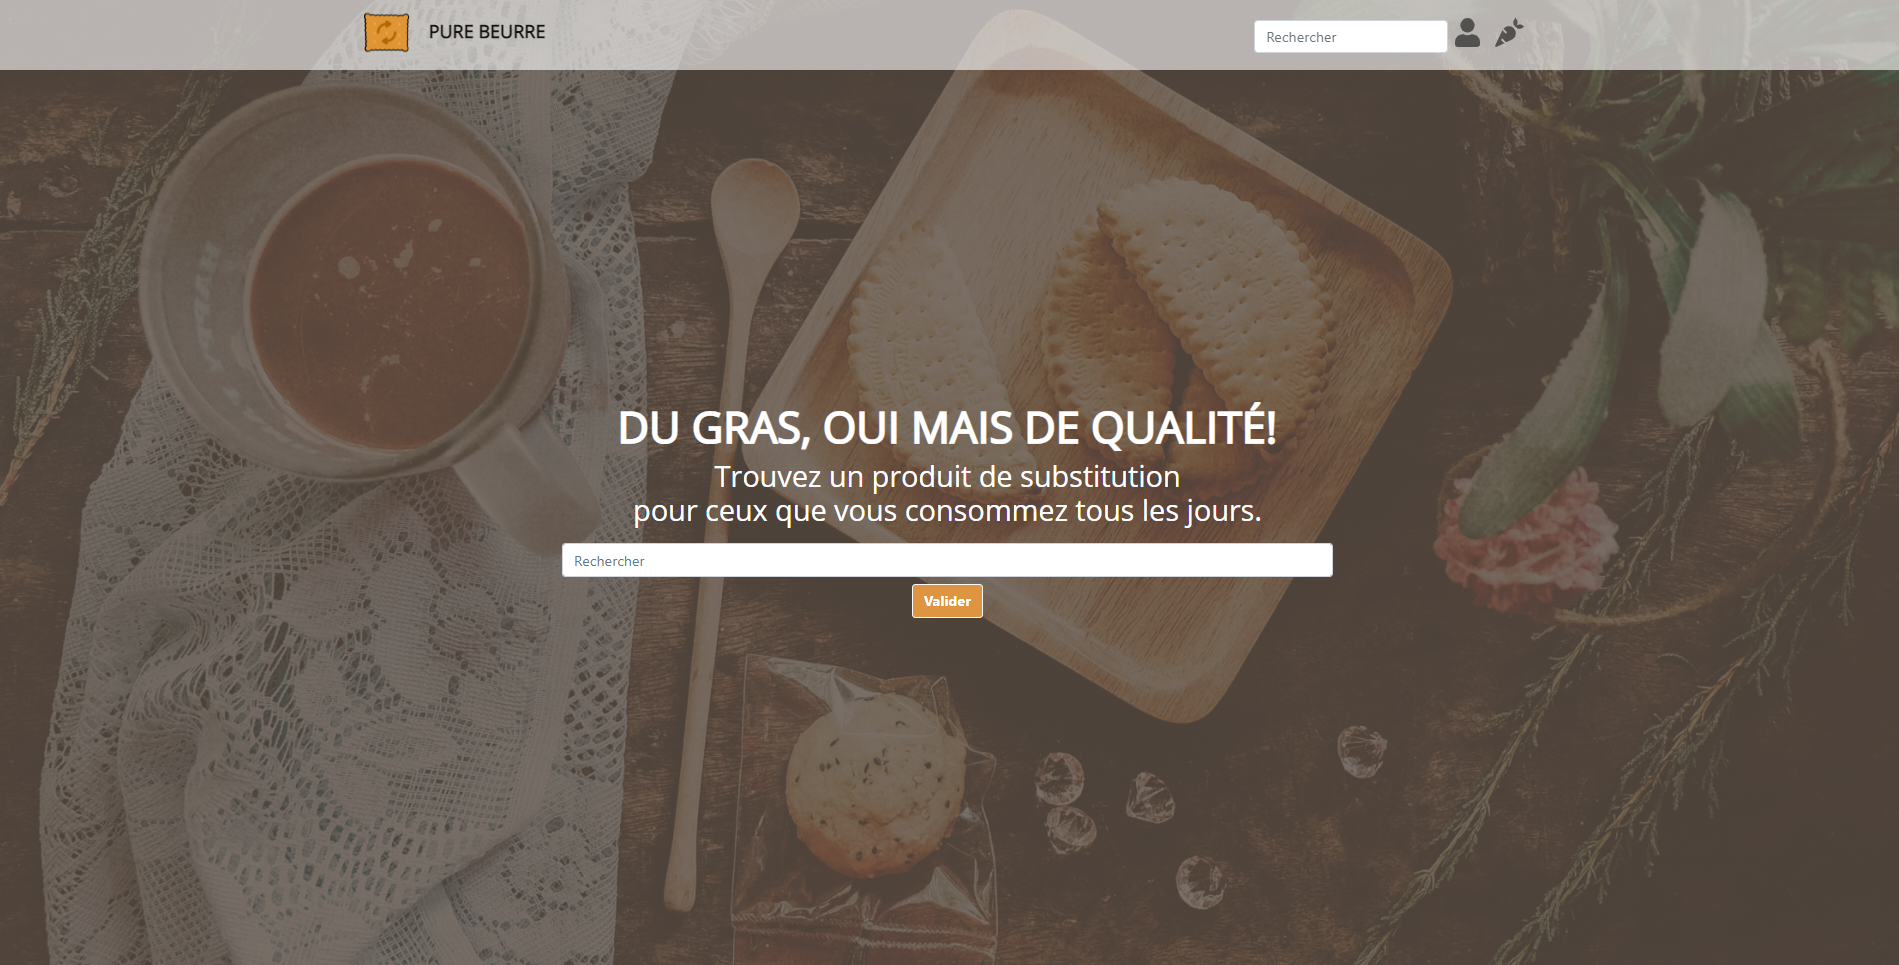 PURE BEURRE
Rechercher
DU GRAS, OUI MAIS DE QUALITÉ!
Trouvez un produit de substitution
pour ceux que vous consommez tous les jours.
Rechercher
Valider